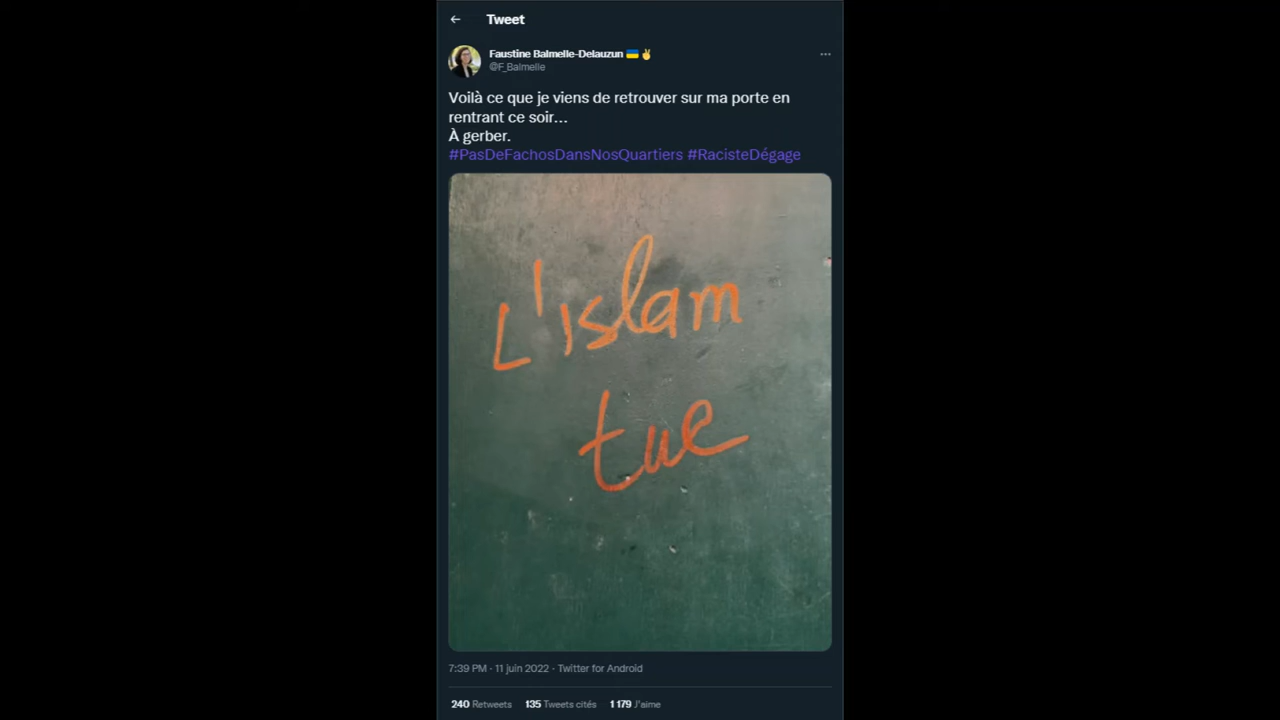 Tweet
Faustine Balmelle-Delauzun 🇺🇦✌️
@F_Balmelle
Voilà ce que je viens de retrouver sur ma porte en
rentrant ce soir...
À gerber.
#PasDeFachosDansNosQuartiers #RacisteDégage
L'islam
tue
7:39 PM · 11 juin 2022 · Twitter for Android
240 Retweets 135 Tweets cités 1 179 J'aime